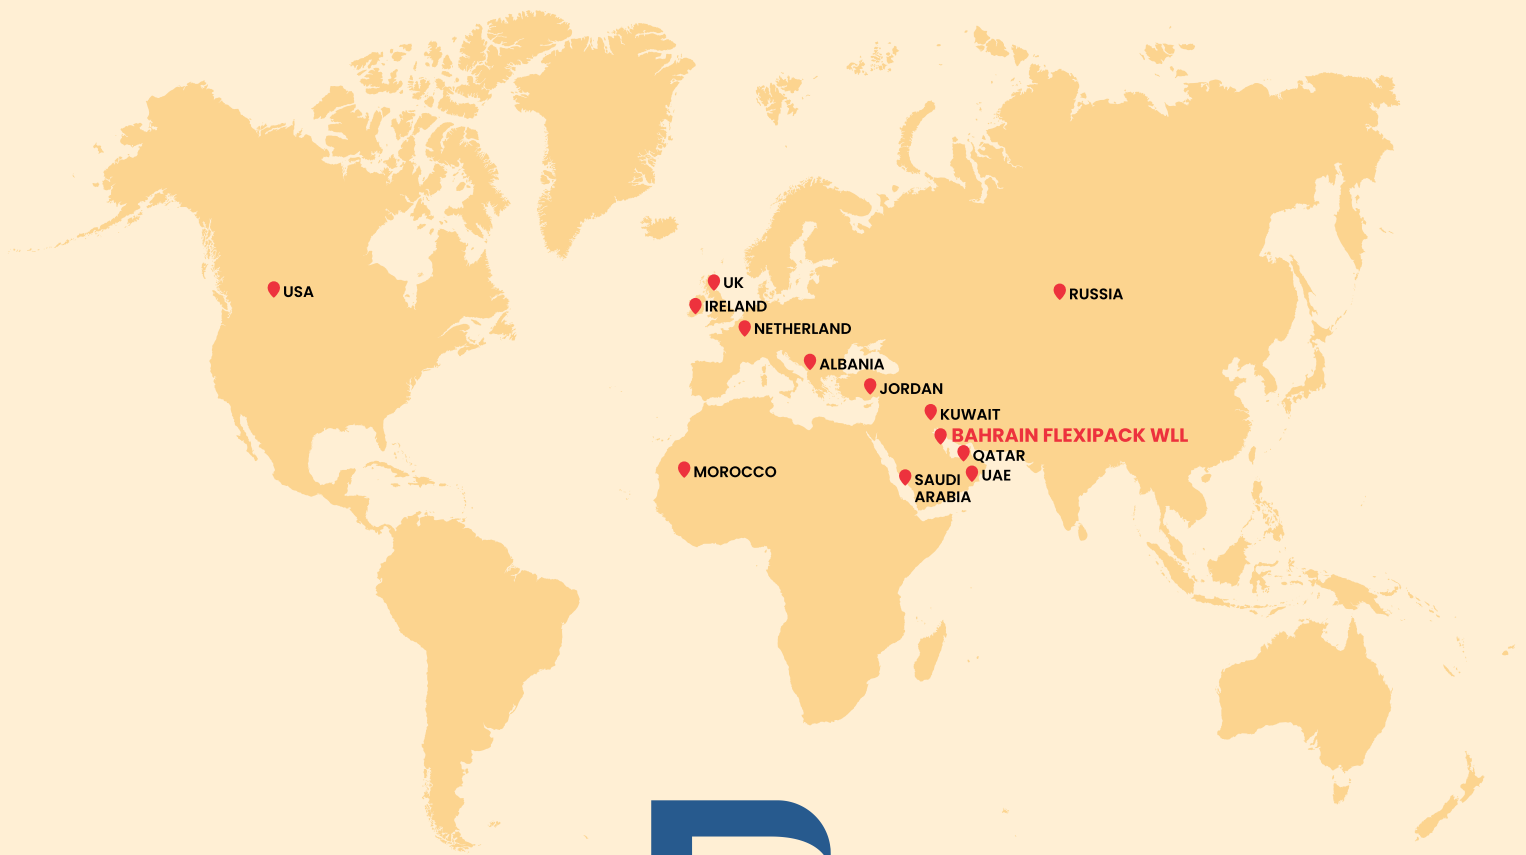 UK
USA
RUSSIA
IRELAND
NETHERLAND
ALBANIA
JORDAN
KUWAIT
BAHRAIN FLEXIPACK WLL
QATAR
MOROCCO
UAE
SAUDI
ARABIA